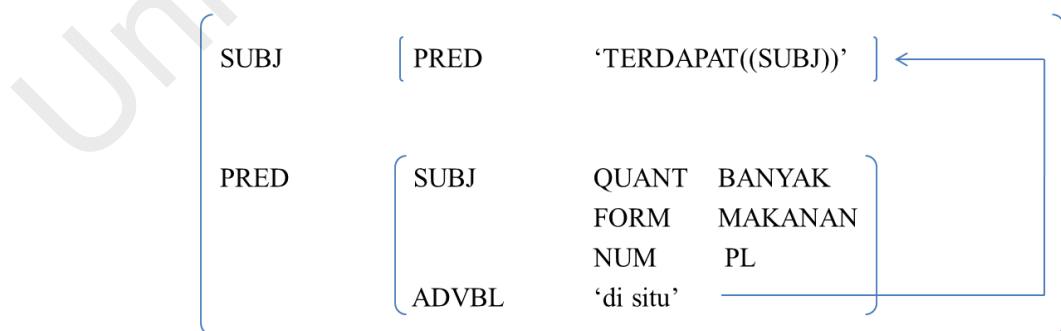 SUBJ PRED ‘TERDAPAT((SUBJ))’
PRED SUBJ QUANT BANYAK
FORM MAKANAN
NUM PL
ADVBL ‘di situ’